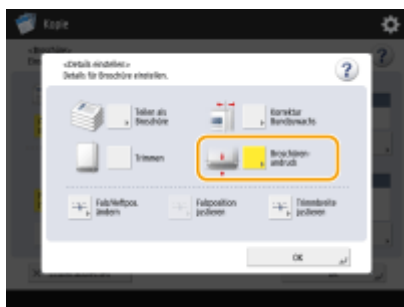 Kopie
<Details einstellen>
Details für Broschüre einstellen.
Teilen als
Broschüre
Korrektur
Bundzuwachs
Trimmen
Broschüren-
andruck
Falz/Heftpos.
ändern
Falzposition
justieren
Trimmbreite
justieren
OK